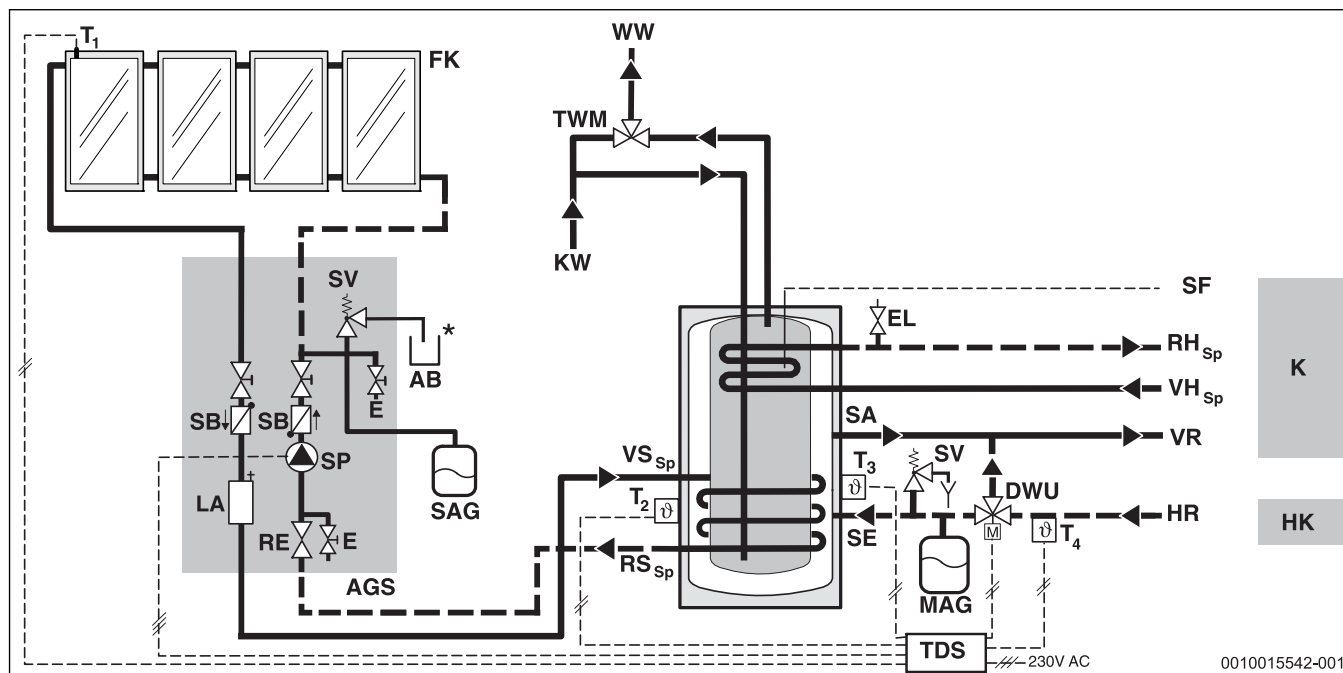 T1
FK
WW
TWM
KW
SV
AB *
E
SB
SB
SP
LA
RE
E
SAG
AGS
SF
EL
RHSp
VHSp
K
SA
VR
VSSp
T2 ϑ
T3 ϑ
SV
DWU
M
SE
HR
HK
ϑ T4
RSSp
MAG
TDS
230V AC
0010015542-001
+